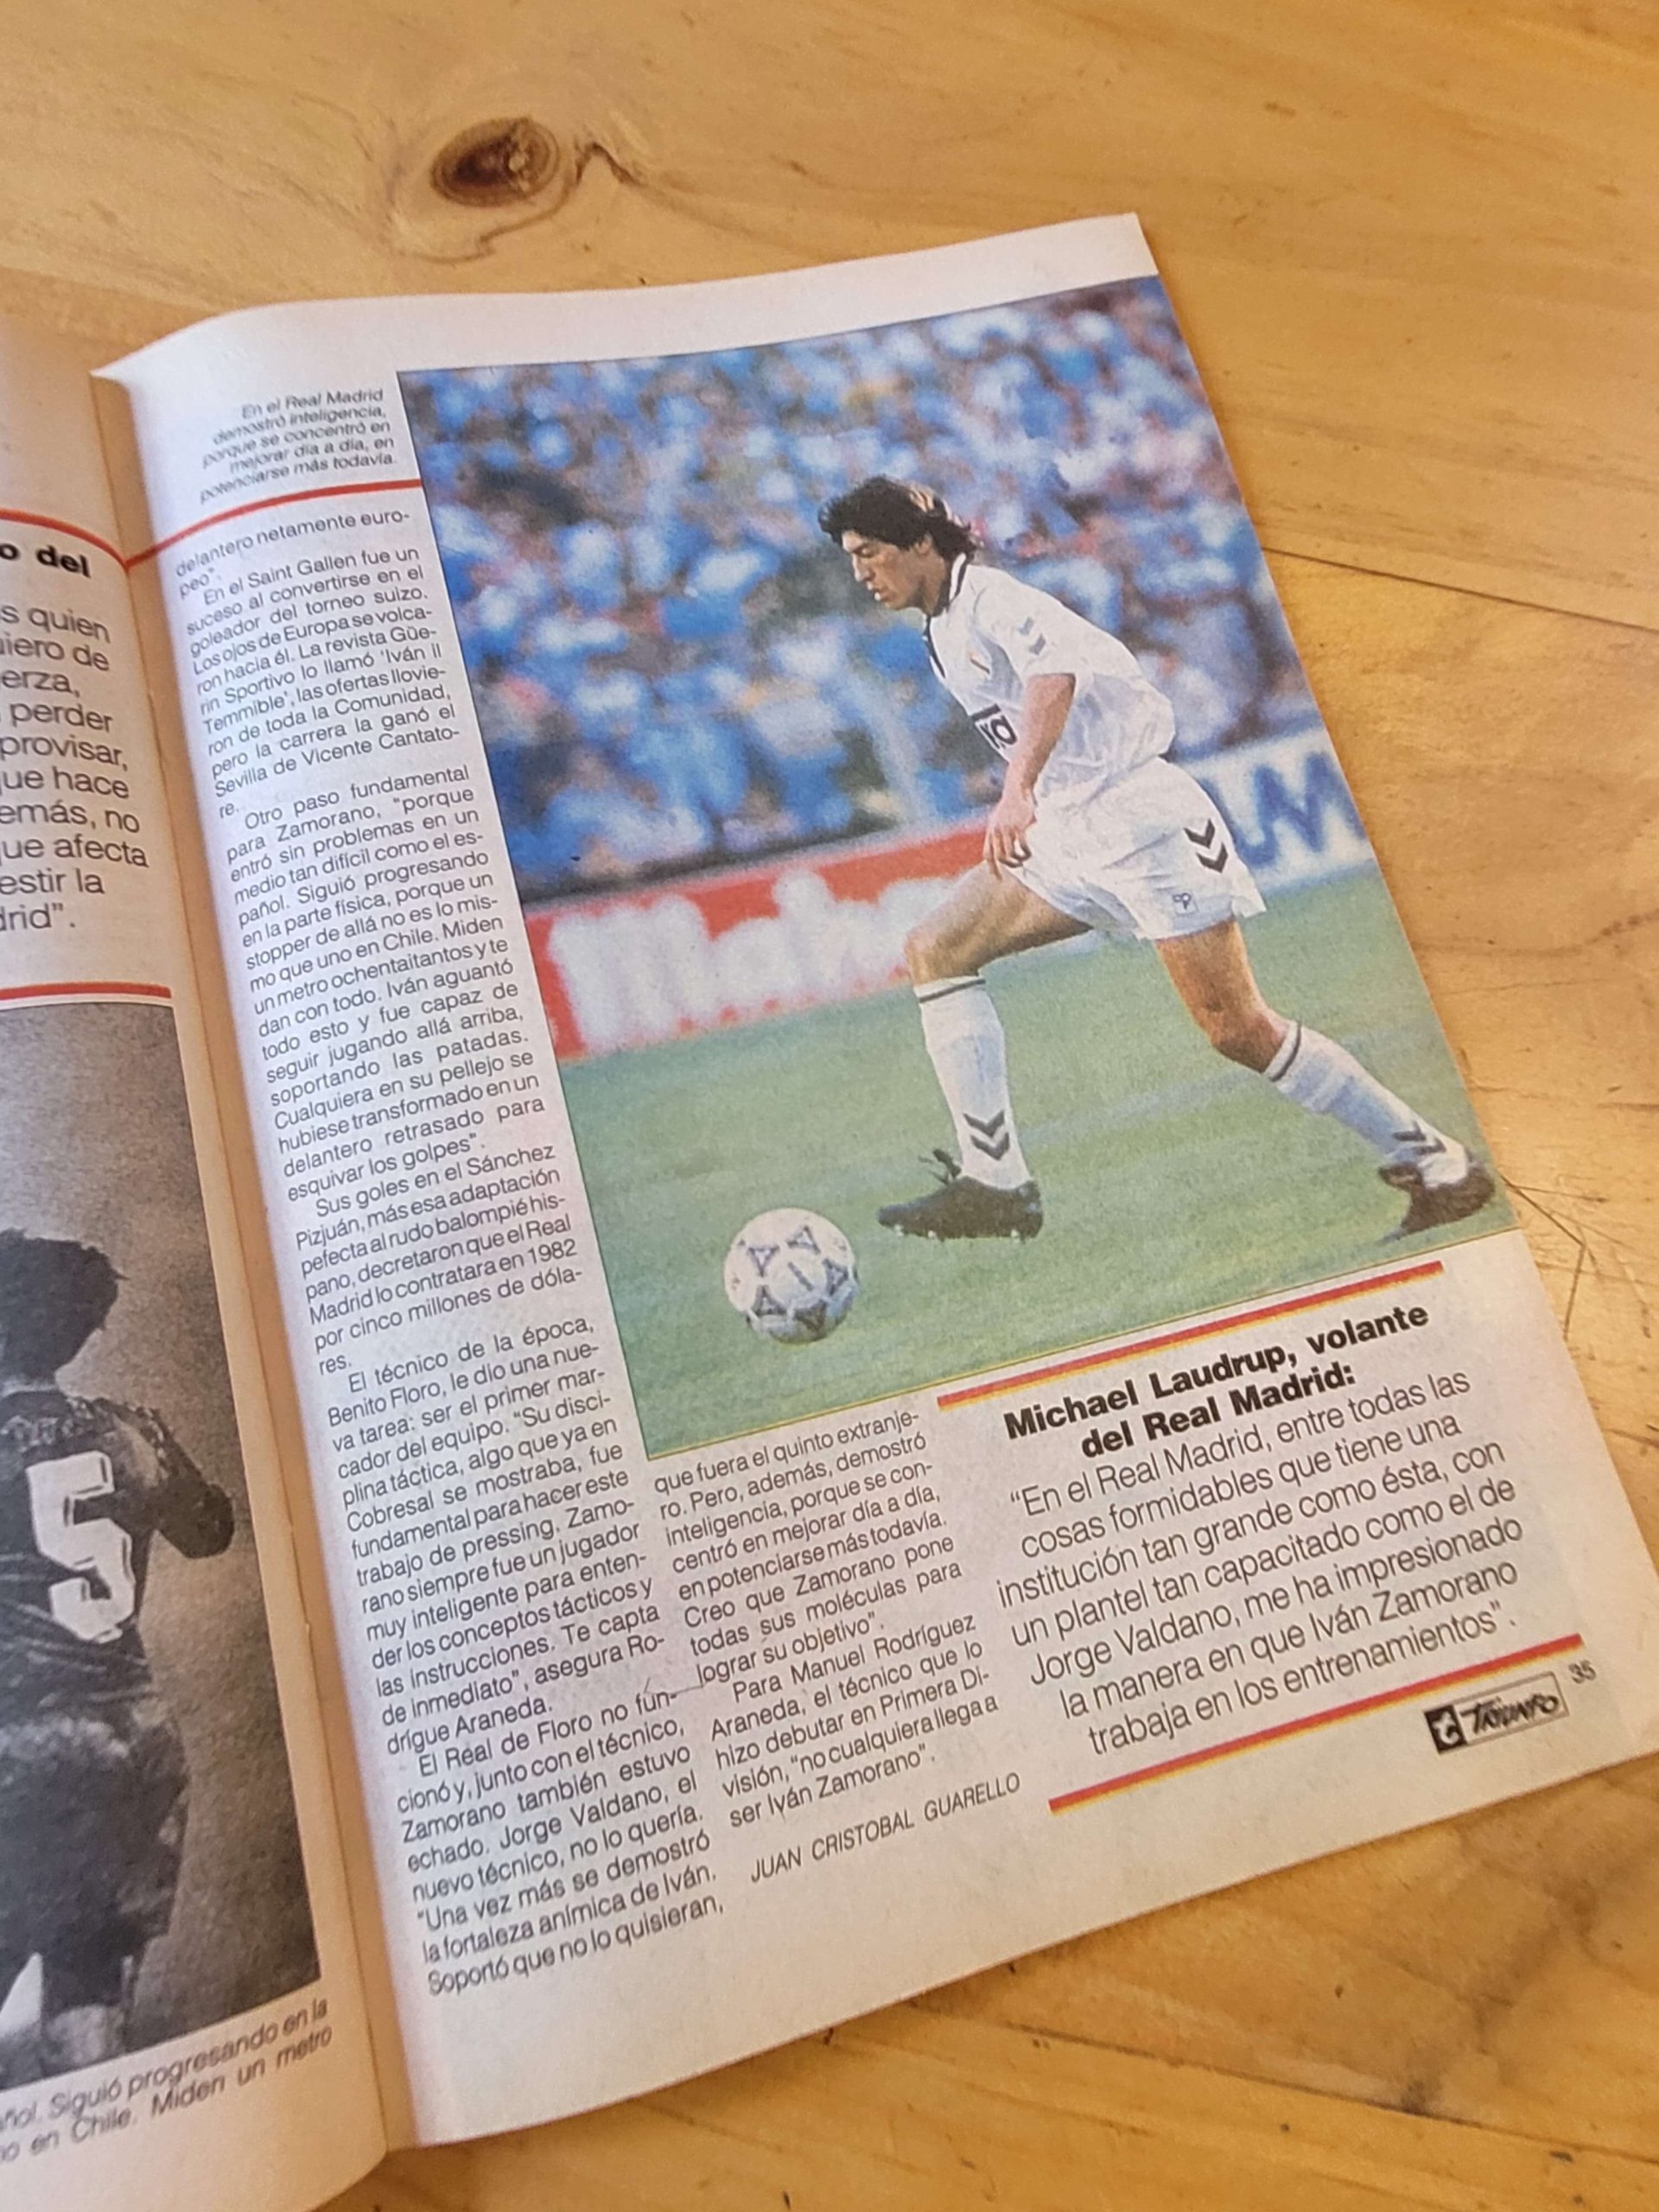 o del
s quien
iero de
erza,
perder
provisar,
ue hace
emás, no
ue afecta
estir la
drid".
5
ñol. Siguió progresando en la
o en Chile. Miden un metro
En el Real Madrid
demostró inteligencia,
porque se concentró en
mejorar día a día, en
potenciarse más todavía.
delantero netamente euro-
peo".
En el Saint Gallen fue un
suceso al convertirse en el
goleador del torneo suizo.
Los ojos de Europa se volca-
ron hacia él. La revista Güe-
rin Sportivo lo llamó 'Iván Il
Temmible', las ofertas llovie-
ron de toda la Comunidad,
pero la carrera la ganó el
Sevilla de Vicente Cantato-
re.
Otro paso fundamental
para Zamorano, "porque
entró sin problemas en un
medio tan difícil como el es-
pañol. Siguió progresando
en la parte física, porque un
stopper de allá no es lo mis-
mo que uno en Chile. Miden
un metro ochentaitantos y te
dan con todo. Iván aguantó
todo esto y fue capaz de
seguir jugando allá arriba,
soportando las patadas.
Cualquiera en su pellejo se
hubiese transformado en un
delantero retrasado para
esquivar los golpes".
Sus goles en el Sánchez
Pizjuán, más esa adaptación
pefecta al rudo balompié his-
pano, decretaron que el Real
Madrid lo contratara en 1982
por cinco millones de dóla-
res.
El técnico de la época,
Benito Floro, le dio una nue-
va tarea: ser el primer mar-
cador del equipo. "Su disci-
plina táctica, algo que ya en
Cobresal se mostraba, fue
fundamental para hacer este
trabajo de pressing. Zamo-
rano siempre fue un jugador
muy inteligente para enten-
der los conceptos tácticos y
las instrucciones. Te capta
de inmediato", asegura Ro-
drígue Araneda.
El Real de Floro no fun-
cionó y, junto con el técnico,
Zamorano también estuvo
echado. Jorge Valdano, el
nuevo técnico, no lo quería.
"Una vez más se demostró
la fortaleza anímica de Iván.
Soportó que no lo quisieran,
que fuera el quinto extranje-
ro. Pero, además, demostró
inteligencia, porque se con-
centró en mejorar día a día,
en potenciarse más todavía.
Creo que Zamorano pone
todas sus moléculas para
lograr su objetivo".
Para Manuel Rodríguez
Araneda, el técnico que lo
hizo debutar en Primera Di-
visión, "no cualquiera llega a
ser Iván Zamorano".
JUAN CRISTOBAL GUARELLO
Michael Laudrup, volante
del Real Madrid:
"En el Real Madrid, entre todas las
cosas formidables que tiene una
institución tan grande como ésta, con
un plantel tan capacitado como el de
Jorge Valdano, me ha impresionado
la manera en que Iván Zamorano
trabaja en los entrenamientos".
t TRIUNFO 35